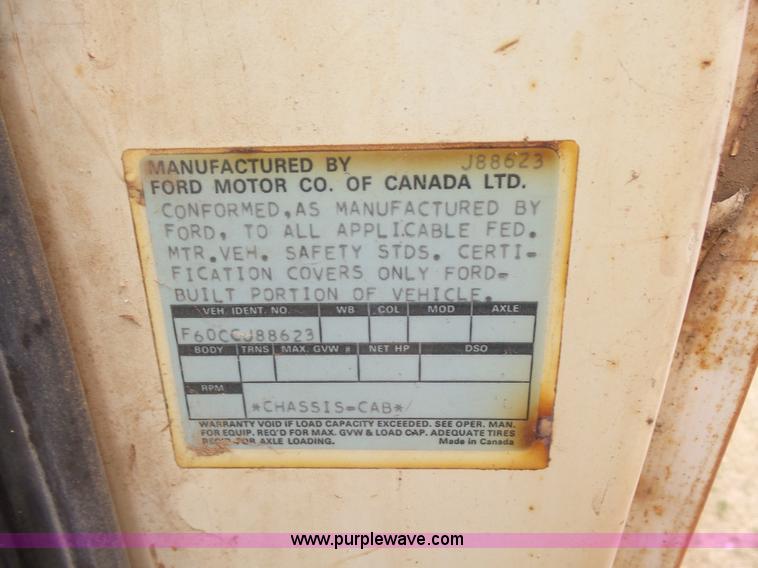 MANUFACTURED BY J88623
FORD MOTOR CO. OF CANADA LTD.
CONFORMED,AS MANUFACTURED BY
FORD, TO ALL APPLICABLE FED.
MTR.VEH. SAFETY STDS. CERTI-
FICATION COVERS ONLY FORD-
BUILT PORTION OF VEHICLE.
VEH. IDENT. NO. WB COL MOD AXLE
F60CCJ88623
BODY TRNS MAX. GVW # NET HP DSO
RPM
*CHASSIS-CAB*/
WARRANTY VOID IF LOAD CAPACITY EXCEEDED. SEE OPER. MAN.
FOR EQUIP. REQ'D FOR MAX. GVW & LOAD CAP. ADEQUATE TIRES
REQ'D FOR AXLE LOADING. Made in Canada
www.purplewave.com